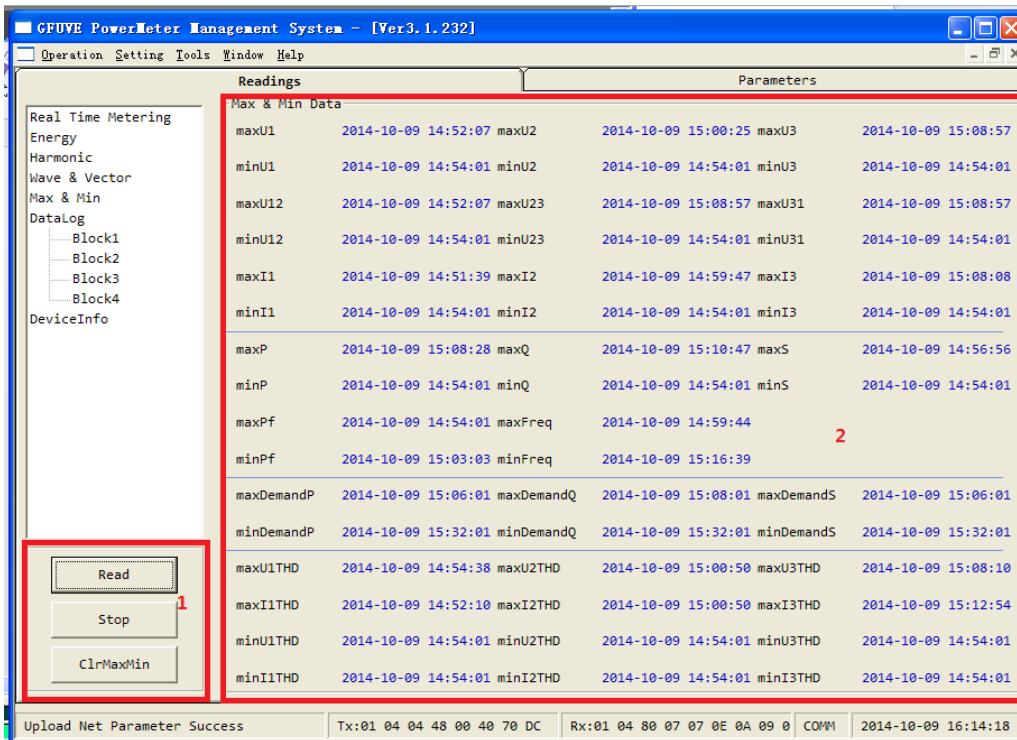 GFUVE PowerMeter Management System - [Ver3.1.232]
Operation Setting Tools Window Help
Readings Parameters
Real Time Metering
Energy
Harmonic
Wave & Vector
Max & Min
DataLog
Block1
Block2
Block3
Block4
DeviceInfo
Read
Stop
ClrMaxMin
1
Max & Min Data
maxU1 2014-10-09 14:52:07 maxU2 2014-10-09 15:00:25 maxU3 2014-10-09 15:08:57
minU1 2014-10-09 14:54:01 minU2 2014-10-09 14:54:01 minU3 2014-10-09 14:54:01
maxU12 2014-10-09 14:52:07 maxU23 2014-10-09 15:08:57 maxU31 2014-10-09 15:08:57
minU12 2014-10-09 14:54:01 minU23 2014-10-09 14:54:01 minU31 2014-10-09 14:54:01
maxI1 2014-10-09 14:51:39 maxI2 2014-10-09 14:59:47 maxI3 2014-10-09 15:08:08
minI1 2014-10-09 14:54:01 minI2 2014-10-09 14:54:01 minI3 2014-10-09 14:54:01
maxP 2014-10-09 15:08:28 maxQ 2014-10-09 15:10:47 maxS 2014-10-09 14:56:56
minP 2014-10-09 14:54:01 minQ 2014-10-09 14:54:01 minS 2014-10-09 14:54:01
maxPf 2014-10-09 14:54:01 maxFreq 2014-10-09 14:59:44
2
minPf 2014-10-09 15:03:03 minFreq 2014-10-09 15:16:39
maxDemandP 2014-10-09 15:06:01 maxDemandQ 2014-10-09 15:08:01 maxDemandS 2014-10-09 15:06:01
minDemandP 2014-10-09 15:32:01 minDemandQ 2014-10-09 15:32:01 minDemandS 2014-10-09 15:32:01
maxU1THD 2014-10-09 14:54:38 maxU2THD 2014-10-09 15:00:50 maxU3THD 2014-10-09 15:08:10
maxI1THD 2014-10-09 14:52:10 maxI2THD 2014-10-09 15:00:50 maxI3THD 2014-10-09 15:12:54
minU1THD 2014-10-09 14:54:01 minU2THD 2014-10-09 14:54:01 minU3THD 2014-10-09 14:54:01
minI1THD 2014-10-09 14:54:01 minI2THD 2014-10-09 14:54:01 minI3THD 2014-10-09 14:54:01
Upload Net Parameter Success Tx:01 04 04 48 00 40 70 DC Rx:01 04 80 07 07 0E 0A 09 0 COMM 2014-10-09 16:14:18